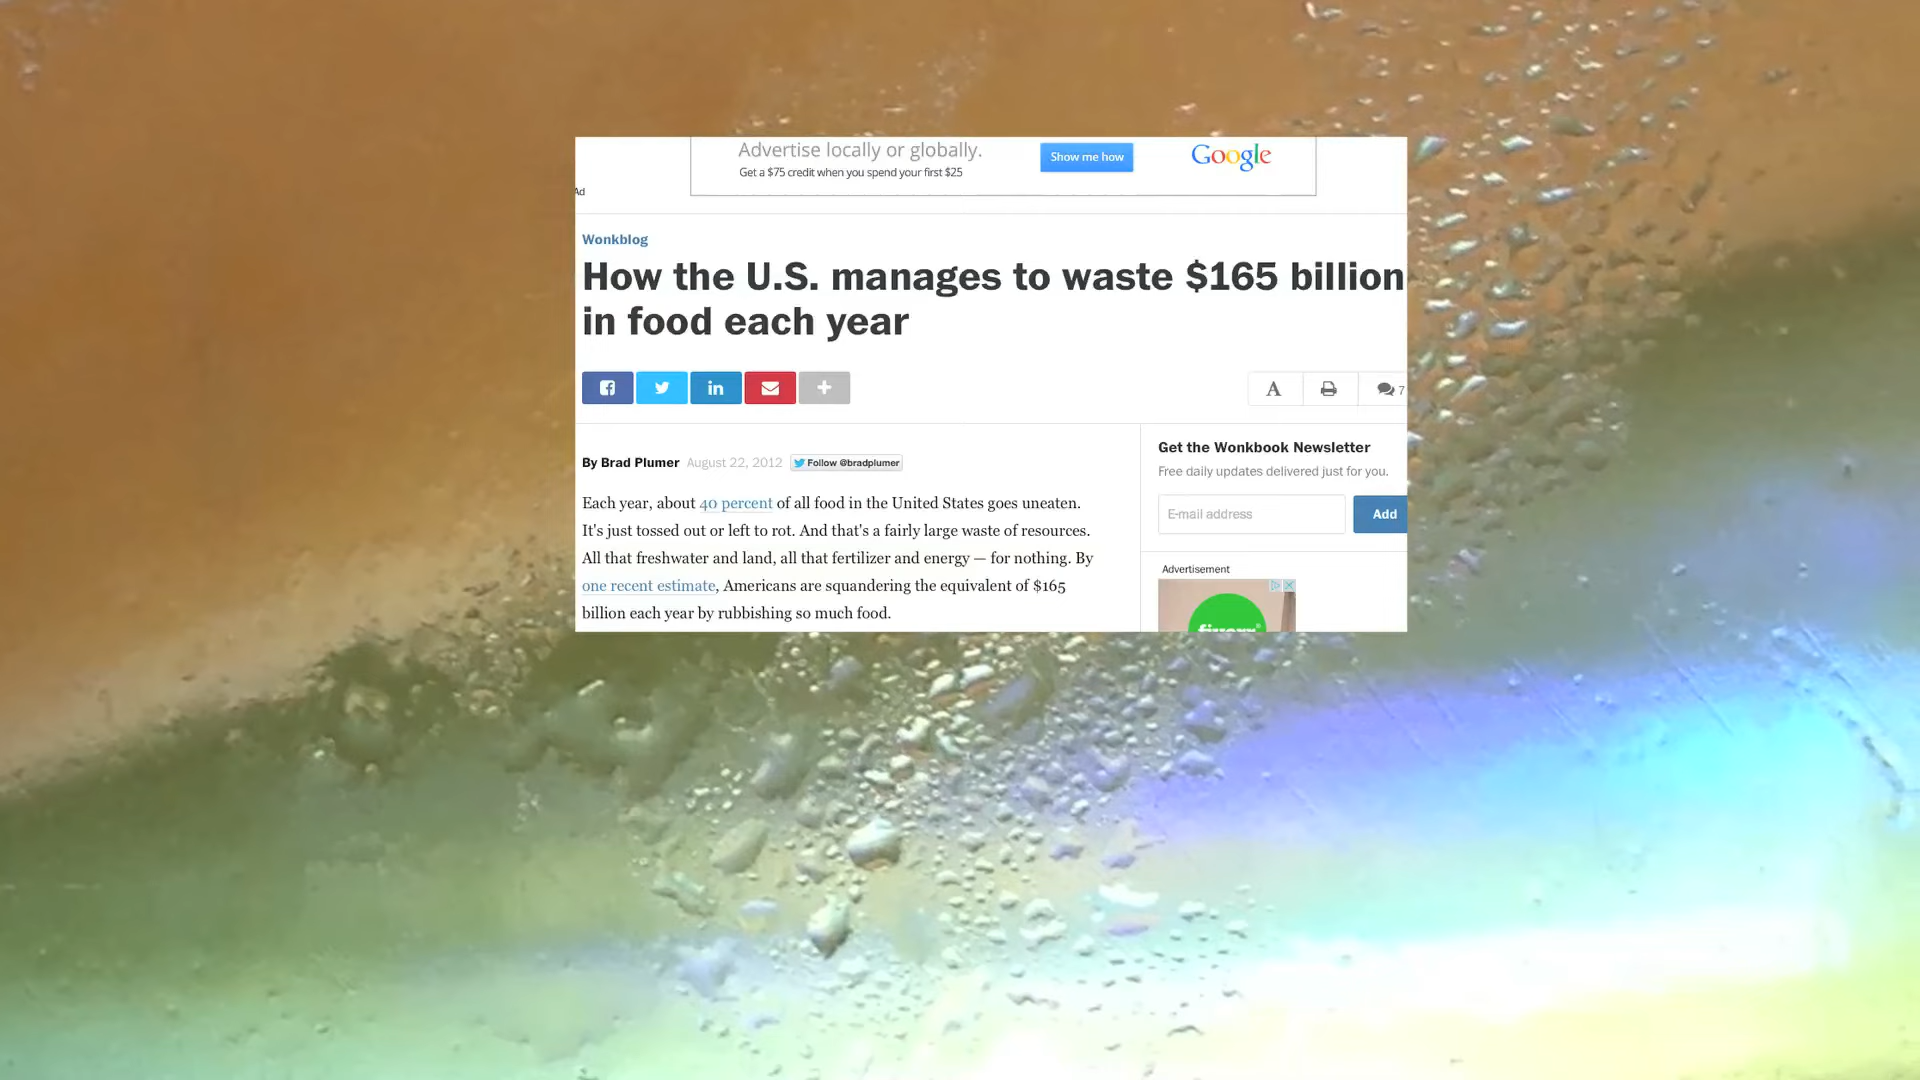 Advertise locally or globally.
Show me how
Google
Get a $75 credit when you spend your first $25
Ad
Wonkblog
How the U.S. manages to waste $165 billion
in food each year
A
7
By Brad Plumer August 22, 2012 Follow @bradplumer
Each year, about 40 percent of all food in the United States goes uneaten.
It's just tossed out or left to rot. And that's a fairly large waste of resources.
All that freshwater and land, all that fertilizer and energy — for nothing. By
one recent estimate, Americans are squandering the equivalent of $165
billion each year by rubbishing so much food.
Get the Wonkbook Newsletter
Free daily updates delivered just for you.
E-mail address
Add
Advertisement
fiverr